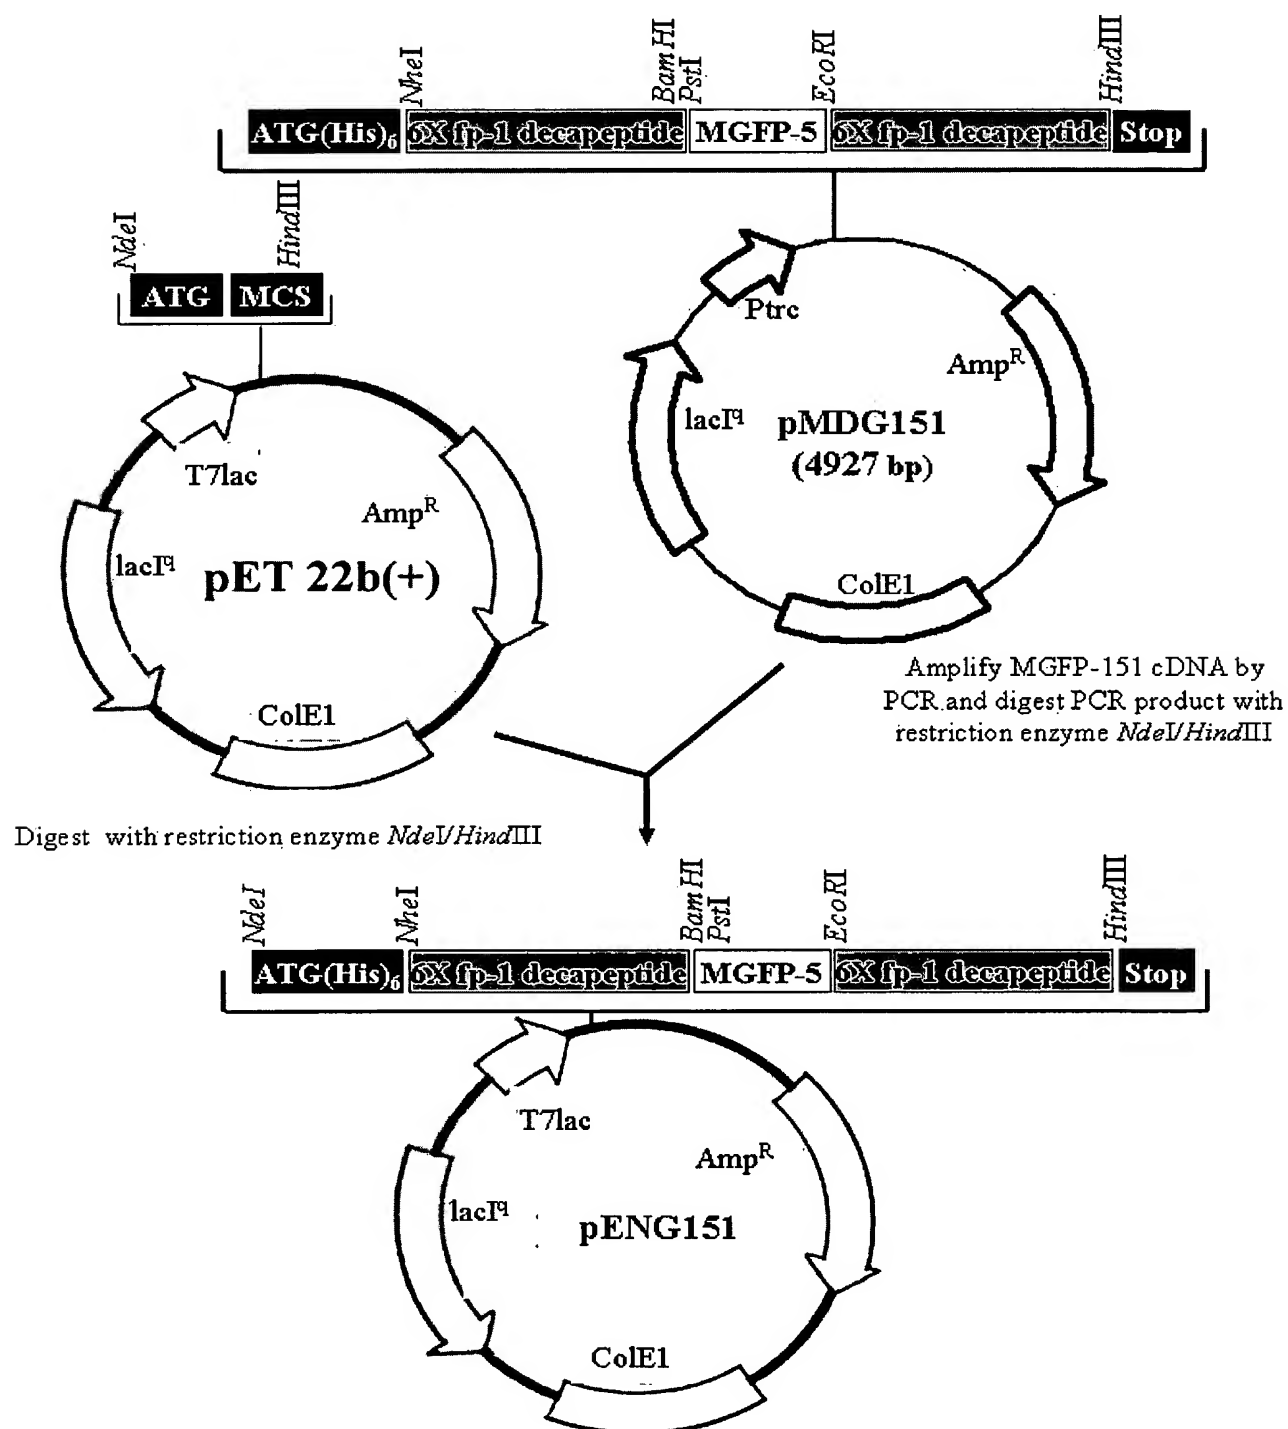 NheI
BamHI
PstI
EcoRI
HindIII
ATG(His)6 6X fp-1 decapeptide MGFP-5 6X fp-1 decapeptide Stop
NdeI
HindIII
ATG MCS
Ptrc
AmpR
lacIq
pMDG151
(4927 bp)
ColE1
T7lac
AmpR
lacIq
pET 22b(+)
ColE1
Amplify MGFP-151 cDNA by
PCR and digest PCR product with
restriction enzyme NdeI/HindIII
Digest with restriction enzyme NdeI/HindIII
NdeI
NheI
BamHI
PstI
EcoRI
HindIII
ATG(His)6 6X fp-1 decapeptide MGFP-5 6X fp-1 decapeptide Stop
T7lac
AmpR
lacIq
pENG151
ColE1